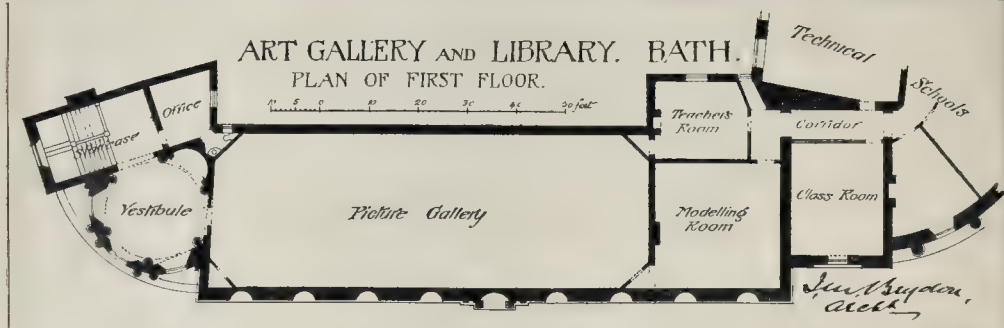 ART GALLERY AND LIBRARY. BATH.
PLAN OF FIRST FLOOR.
10 5 0 10 20 30 40 50 feet
Technical
Schools
Office
Staircase
Vestibule
Picture Gallery
Teachers
Room
Corridor
Modelling
Room
Class Room
Brydon,
Archt